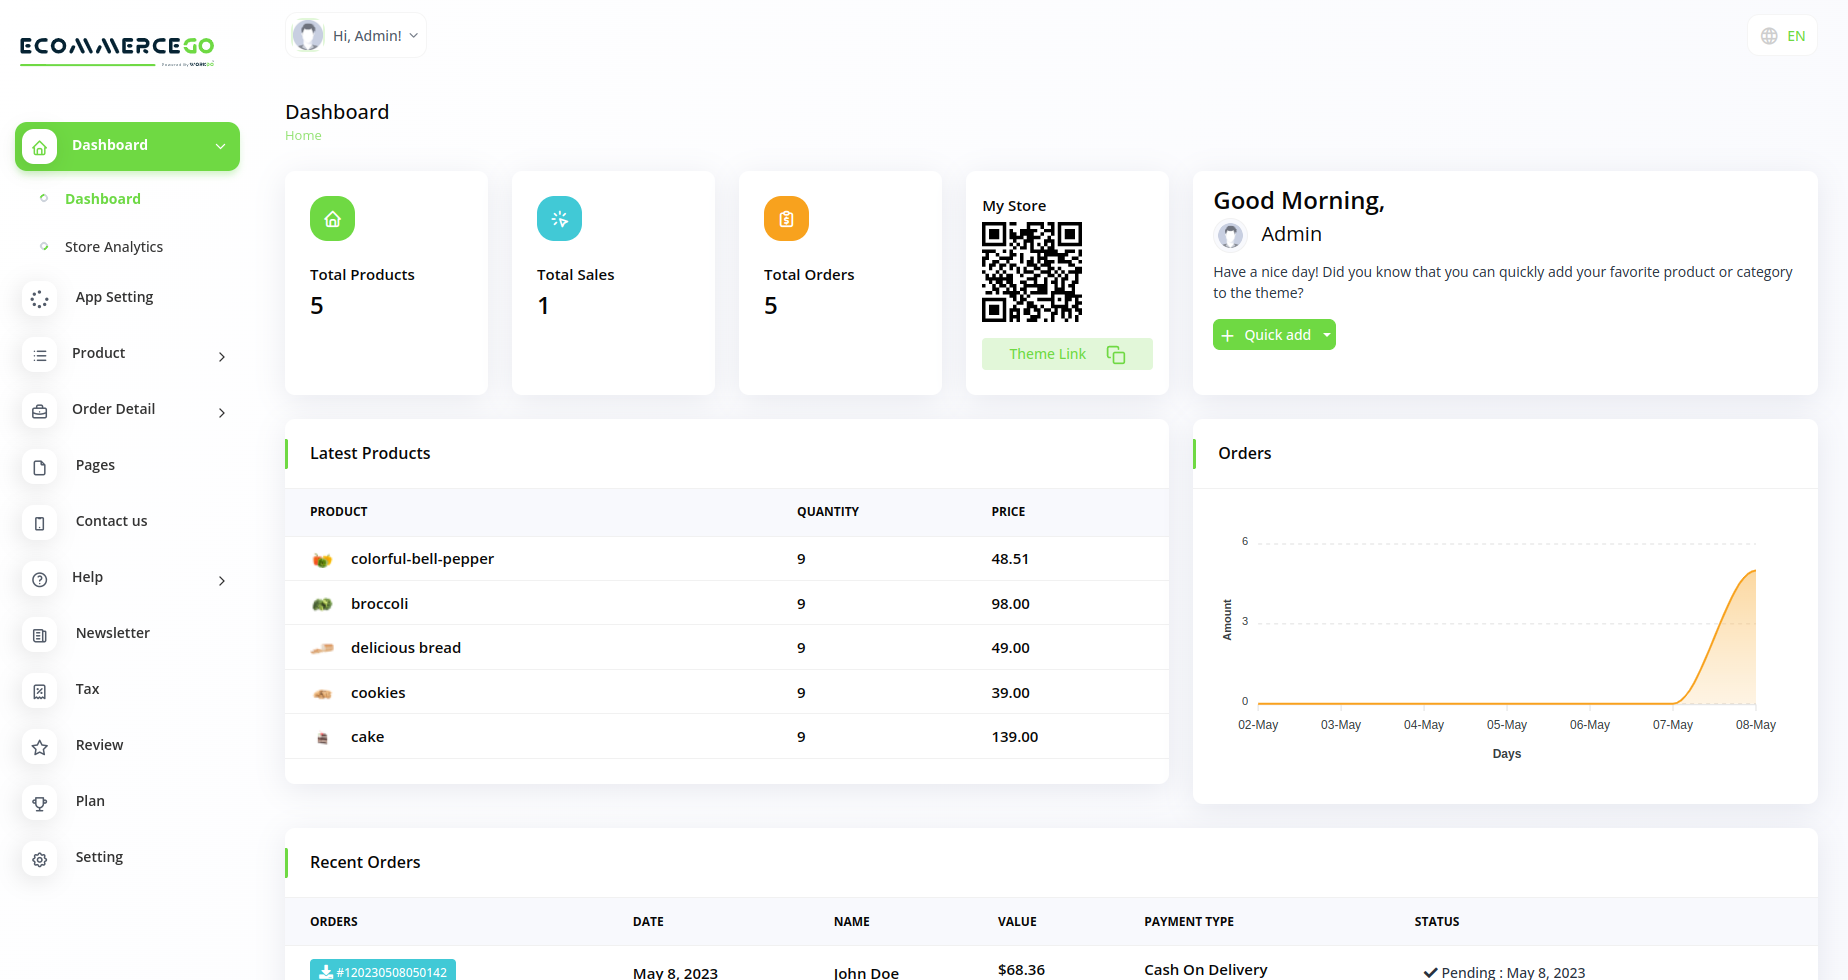 ECOMMERCEGO
Powered By WORKDO
Hi, Admin!
EN
Dashboard
Home
Dashboard
Dashboard
Store Analytics
App Setting
Product
Order Detail
Pages
Contact us
Help
Newsletter
Tax
Review
Plan
Setting
Total Products
5
Total Sales
1
Total Orders
5
My Store
Theme Link
Good Morning,
Admin
Have a nice day! Did you know that you can quickly add your favorite product or category
to the theme?
Quick add
Latest Products
PRODUCT QUANTITY PRICE
colorful-bell-pepper 9 48.51
broccoli 9 98.00
delicious bread 9 49.00
cookies 9 39.00
cake 9 139.00
Orders
6
3
0
Amount
02-May 03-May 04-May 05-May 06-May 07-May 08-May
Days
Recent Orders
ORDERS DATE NAME VALUE PAYMENT TYPE STATUS
#120230508050142 May 8, 2023 John Doe $68.36 Cash On Delivery Pending : May 8, 2023